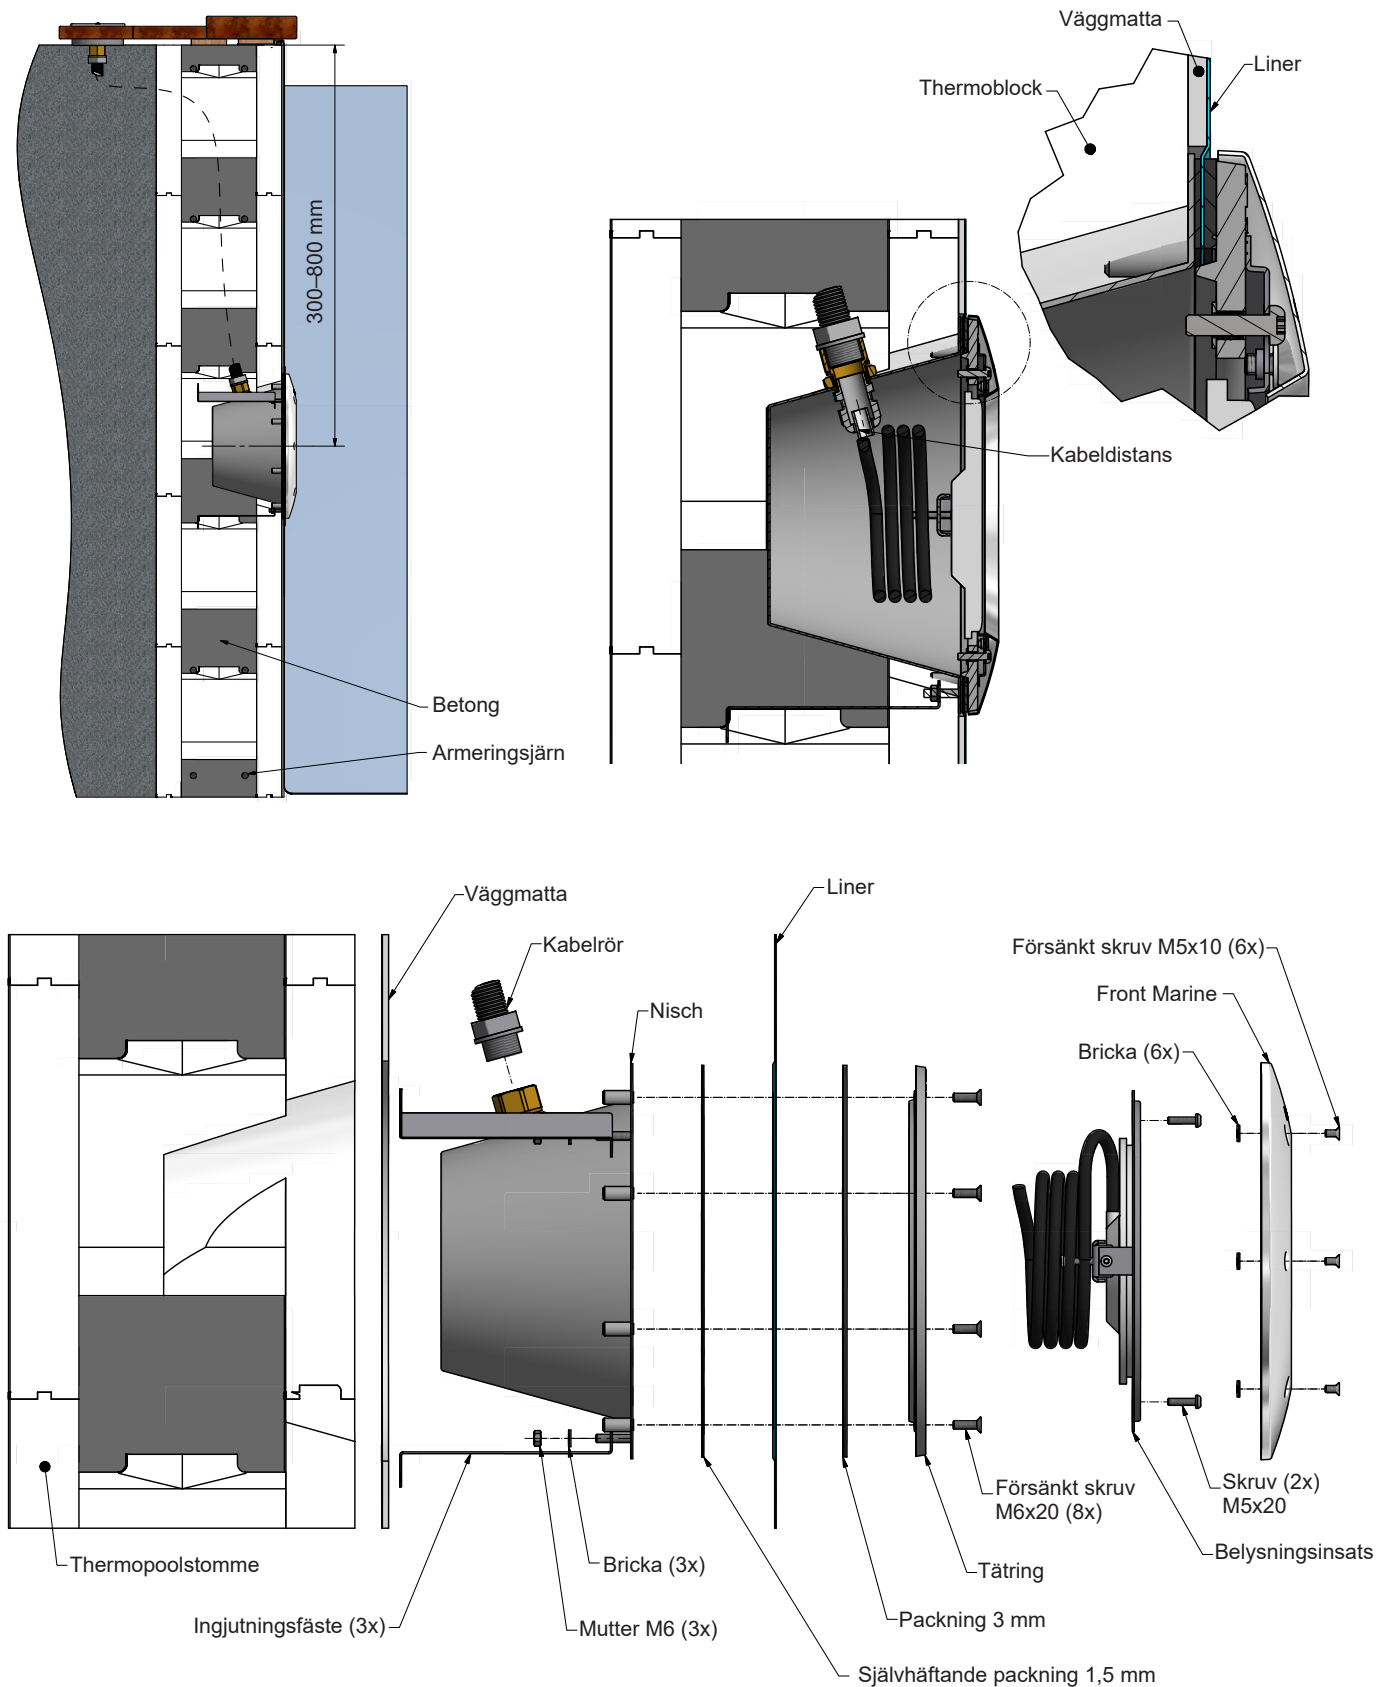 Väggmatta
Liner
Thermoblock
300–800 mm
Kabeldistans
Betong
Armeringsjärn
Väggmatta
Liner
Kabelrör
Försänkt skruv M5x10 (6x)
Front Marine
Nisch
Bricka (6x)
Försänkt skruv
M6x20 (8x)
Skruv (2x)
M5x20
Belysningsinsats
Thermopoolstomme
Bricka (3x)
Tätring
Ingjutningsfäste (3x)
Mutter M6 (3x)
Packning 3 mm
Självhäftande packning 1,5 mm